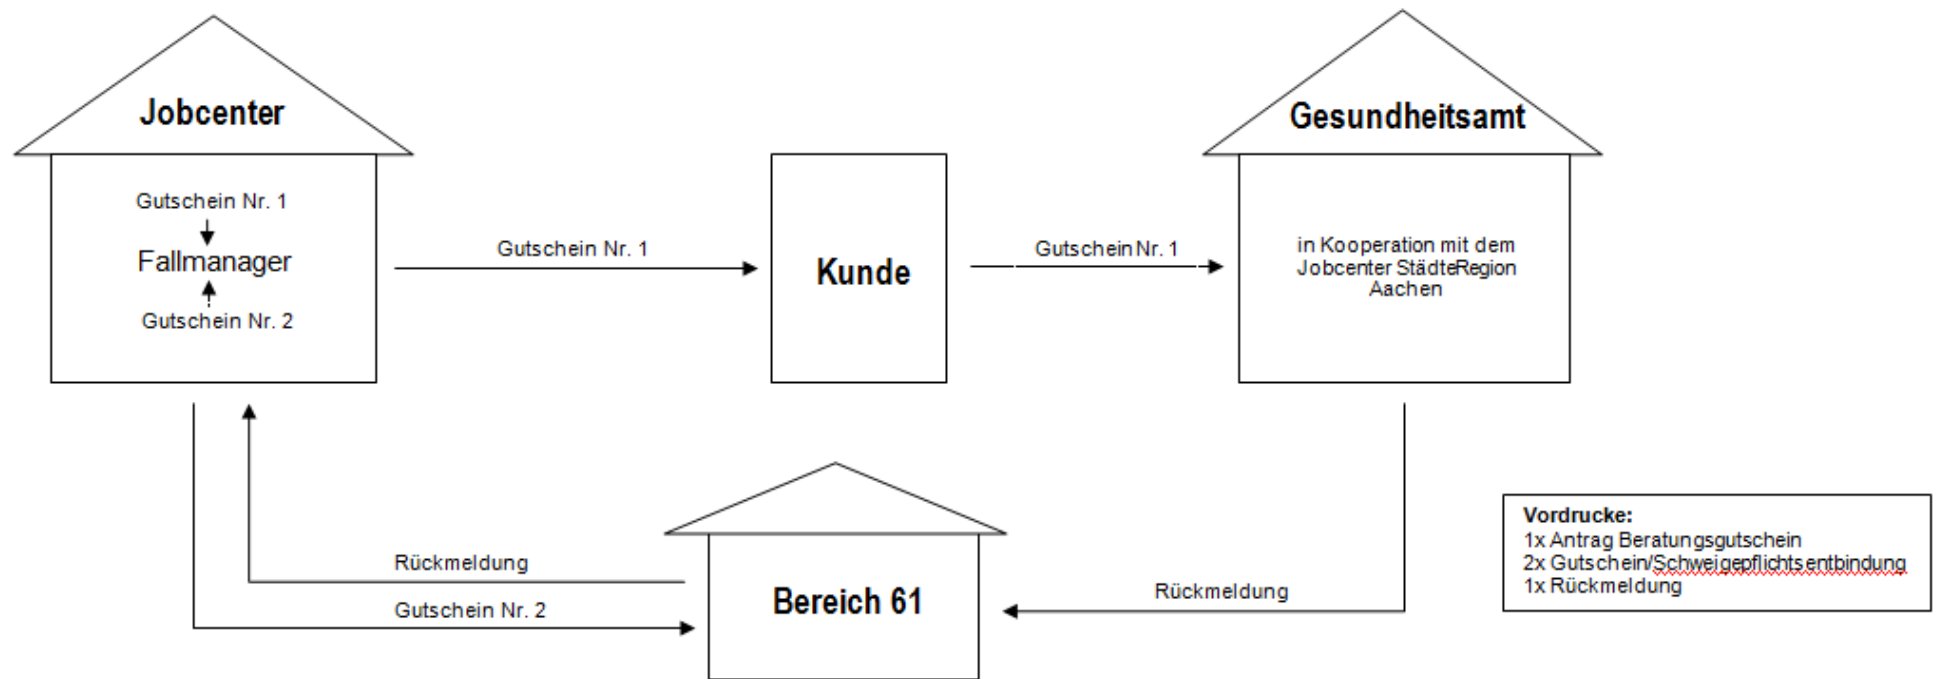 Jobcenter
Gutschein Nr. 1
Fallmanager
Gutschein Nr. 2
Gutschein Nr. 1
Kunde
Gutschein Nr. 1
Gesundheitsamt
in Kooperation mit dem
Jobcenter StädteRegion
Aachen
Rückmeldung
Gutschein Nr. 2
Bereich 61
Rückmeldung
Vordrucke:
1x Antrag Beratungsgutschein
2x Gutschein/Schweigepflichtsentbindung
1x Rückmeldung